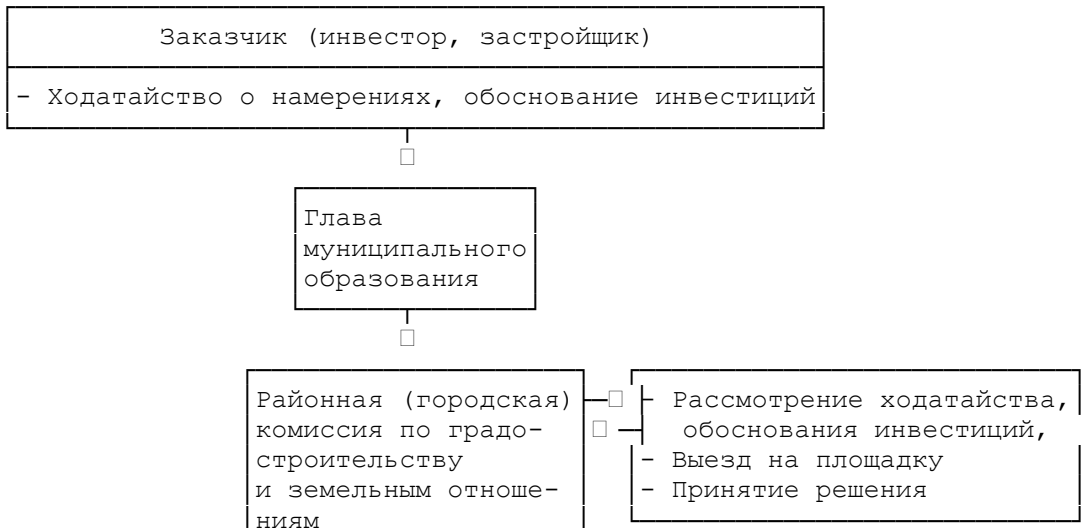 Заказчик (инвестор, застройщик)
- Ходатайство о намерениях, обоснование инвестиций
Глава
муниципального
образования
Районная (городская)
комиссия по градо-
строительству
и земельным отноше-
ниям
- Рассмотрение ходатайства,
обоснования инвестиций,
- Выезд на площадку
- Принятие решения